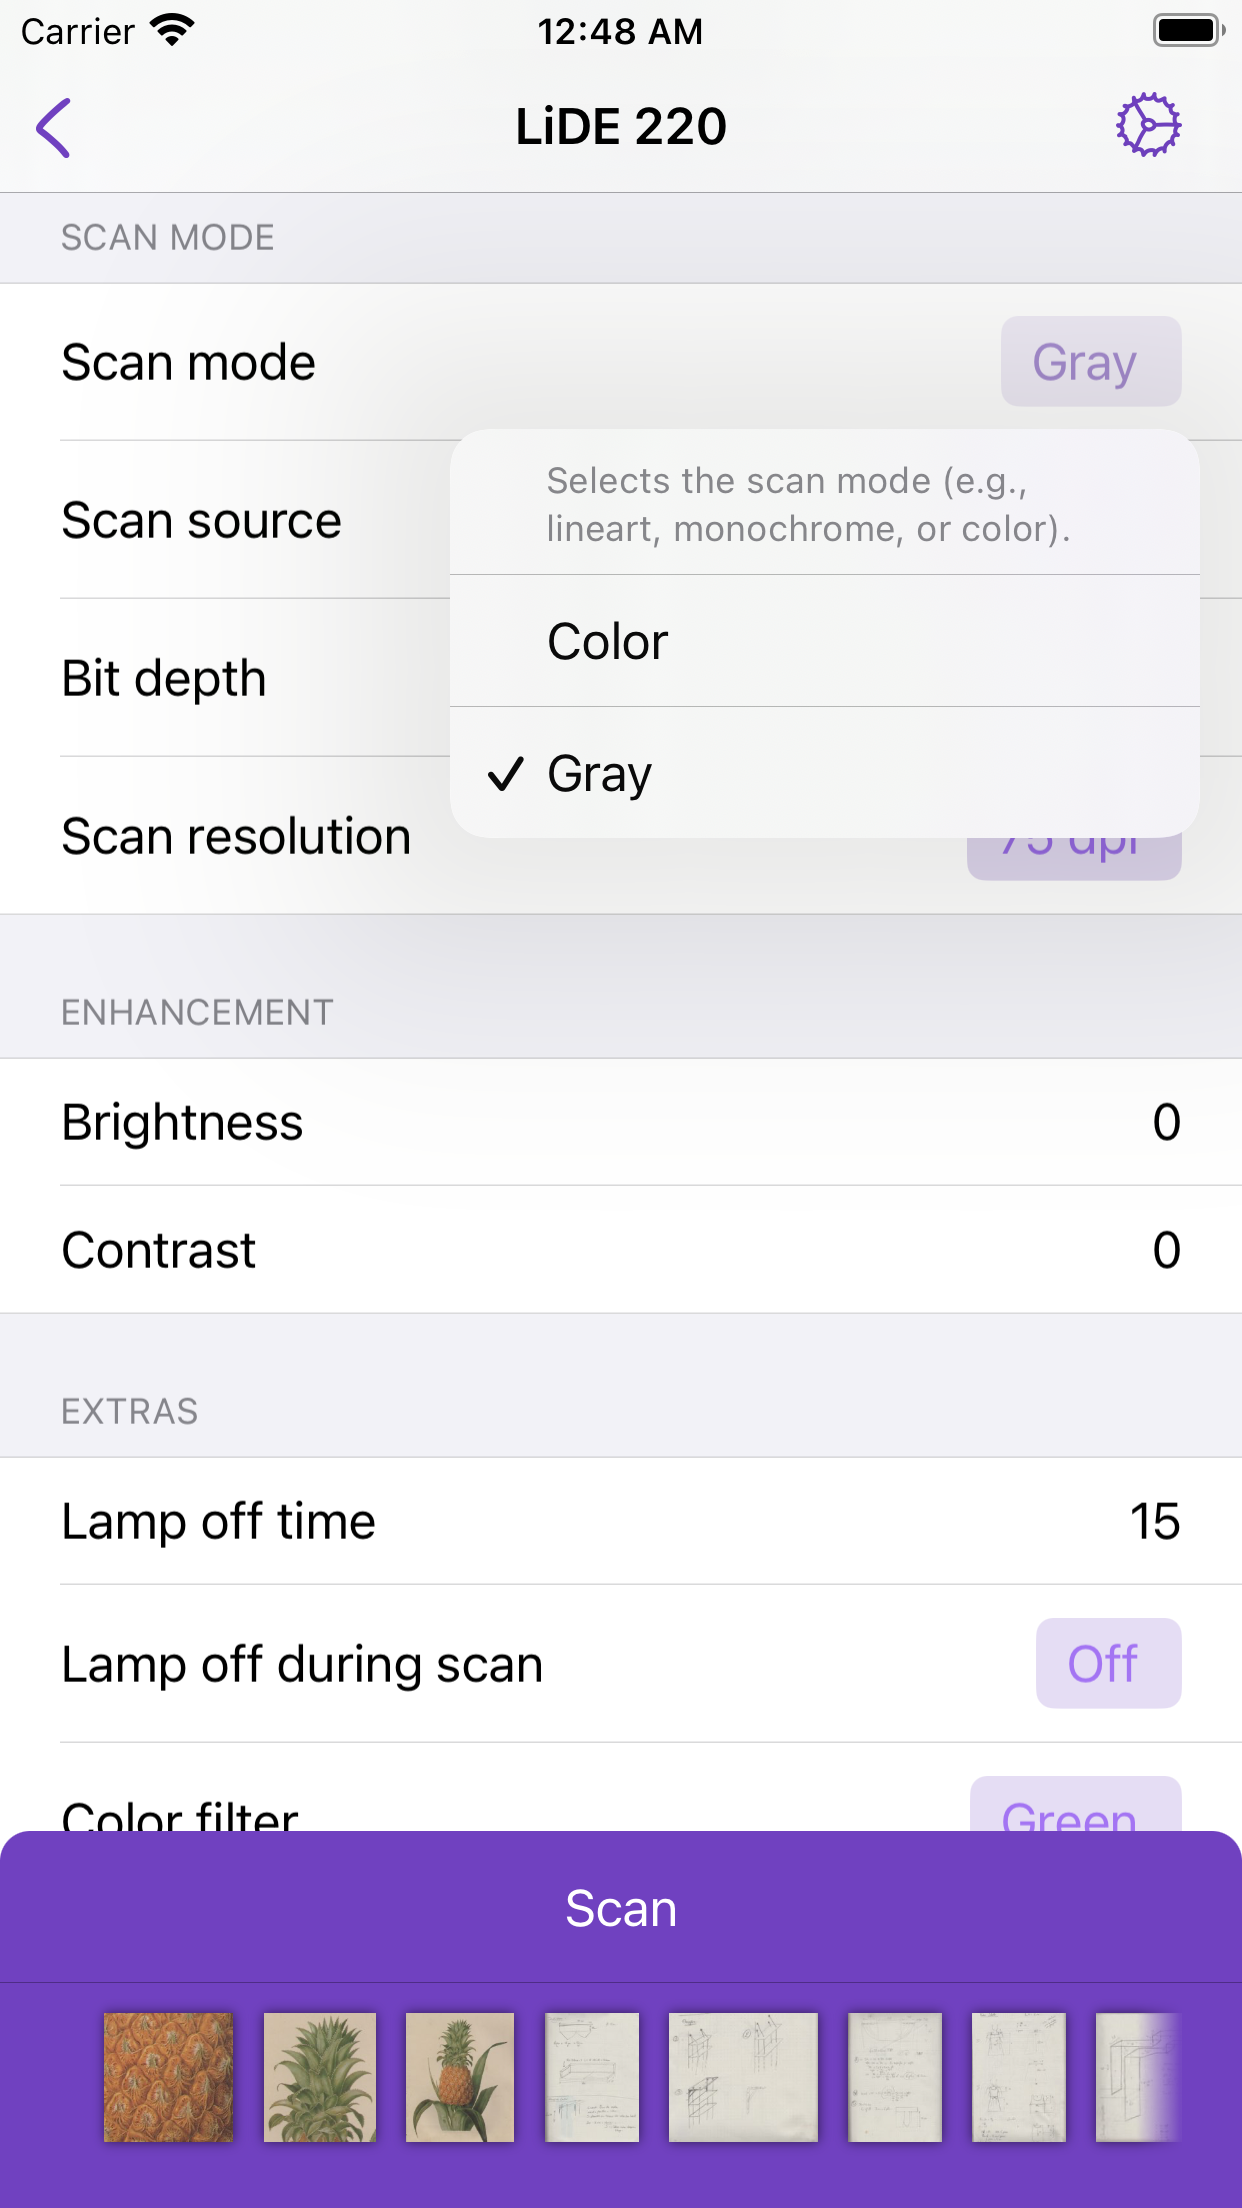 Carrier
12:48 AM
LiDE 220
SCAN MODE
Scan mode
Gray
Selects the scan mode (e.g.,
lineart, monochrome, or color).
Color
Gray
Scan source
Bit depth
Scan resolution
75 dpi
ENHANCEMENT
Brightness
0
Contrast
0
EXTRAS
Lamp off time
15
Lamp off during scan
Off
Color filter
Green
Scan